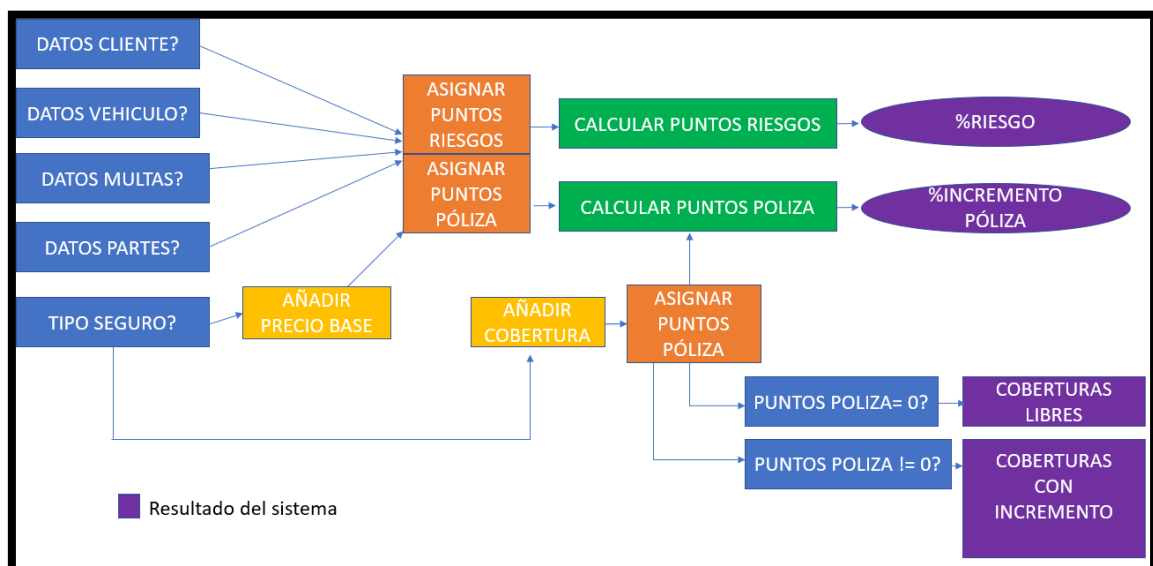 DATOS CLIENTE?
DATOS VEHICULO?
DATOS MULTAS?
DATOS PARTES?
TIPO SEGURO?
AÑADIR
PRECIO BASE
ASIGNAR
PUNTOS
RIESGOS
ASIGNAR
PUNTOS
PÓLIZA
CALCULAR PUNTOS RIESGOS
%RIESGO
CALCULAR PUNTOS POLIZA
%INCREMENTO
PÓLIZA
AÑADIR
COBERTURA
ASIGNAR
PUNTOS
PÓLIZA
PUNTOS POLIZA= 0?
COBERTURAS
LIBRES
PUNTOS POLIZA != 0?
COBERTURAS
CON
INCREMENTO
Resultado del sistema